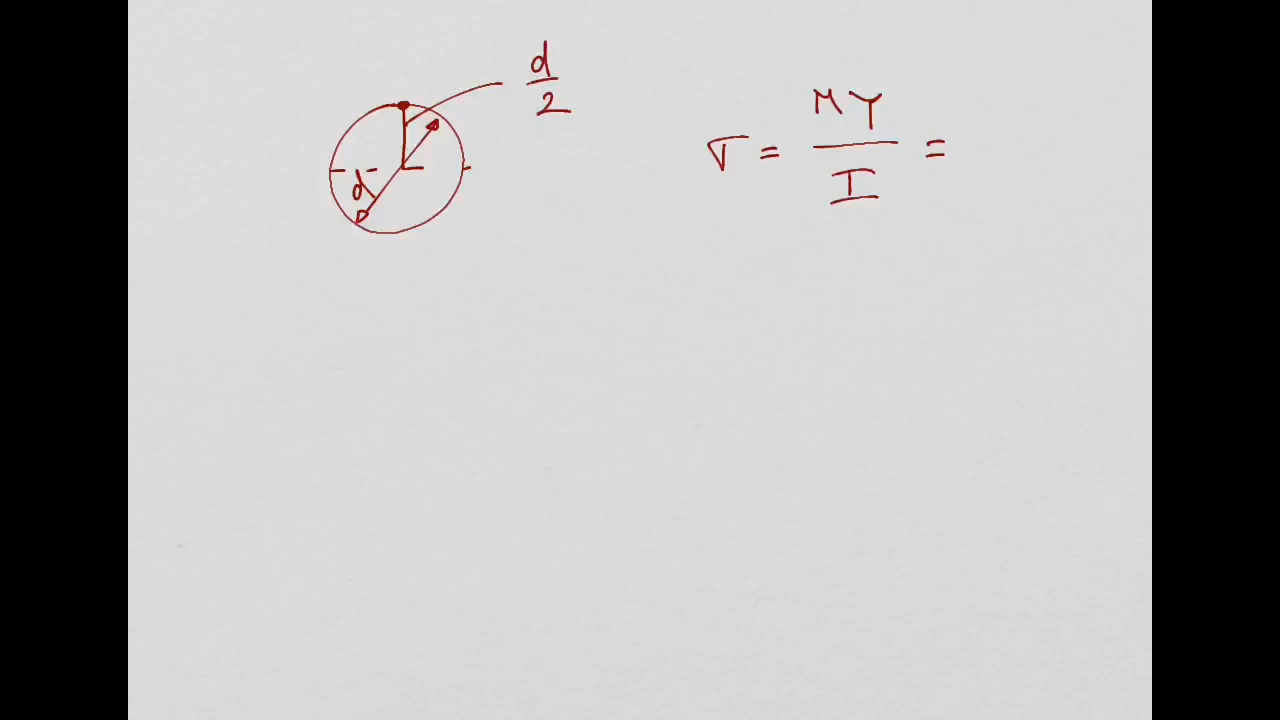 d/2
d
σ = MY/I =